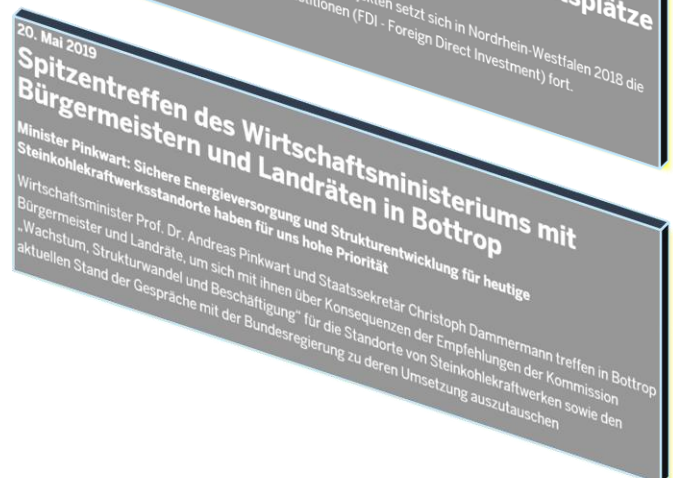 splätze
kten setzt sich in Nordrhein-Westfalen 2018 die
titionen (FDI - Foreign Direct Investment) fort.
20. Mai 2019
Spitzentreffen des Wirtschaftsministeriums mit
Bürgermeistern und Landräten in Bottrop
Minister Pinkwart: Sichere Energieversorgung und Strukturentwicklung für heutige
Steinkohlekraftwerksstandorte haben für uns hohe Priorität
Wirtschaftsminister Prof. Dr. Andreas Pinkwart und Staatssekretär Christoph Dammermann treffen in Bottrop
Bürgermeister und Landräte, um sich mit ihnen über Konsequenzen der Empfehlungen der Kommission
„Wachstum, Strukturwandel und Beschäftigung“ für die Standorte von Steinkohlekraftwerken sowie den
aktuellen Stand der Gespräche mit der Bundesregierung zu deren Umsetzung auszutauschen